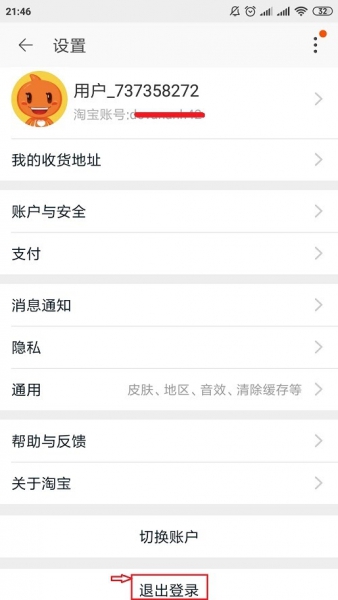 21:46
32
设置
用户_737358272
淘宝账号:
我的收货地址
账户与安全
支付
消息通知
隐私
通用 皮肤、地区、音效、清除缓存等
帮助与反馈
关于淘宝
切换账户
退出登录